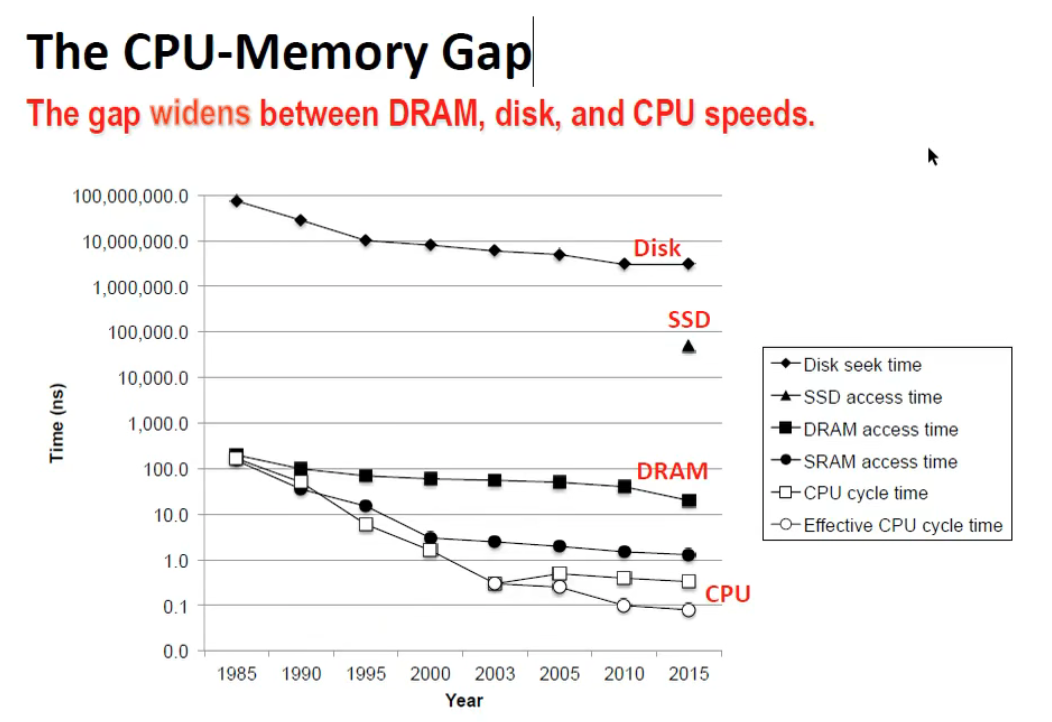 The CPU-Memory Gap
The gap widens between DRAM, disk, and CPU speeds.
100,000,000.0
10,000,000.0
1,000,000.0
100,000.0
10,000.0
1,000.0
100.0
10.0
1.0
0.1
0.0
Time (ns)
Disk
SSD
DRAM
CPU
1985 1990 1995 2000 2003 2005 2010 2015
Year
Disk seek time
SSD access time
DRAM access time
SRAM access time
CPU cycle time
Effective CPU cycle time